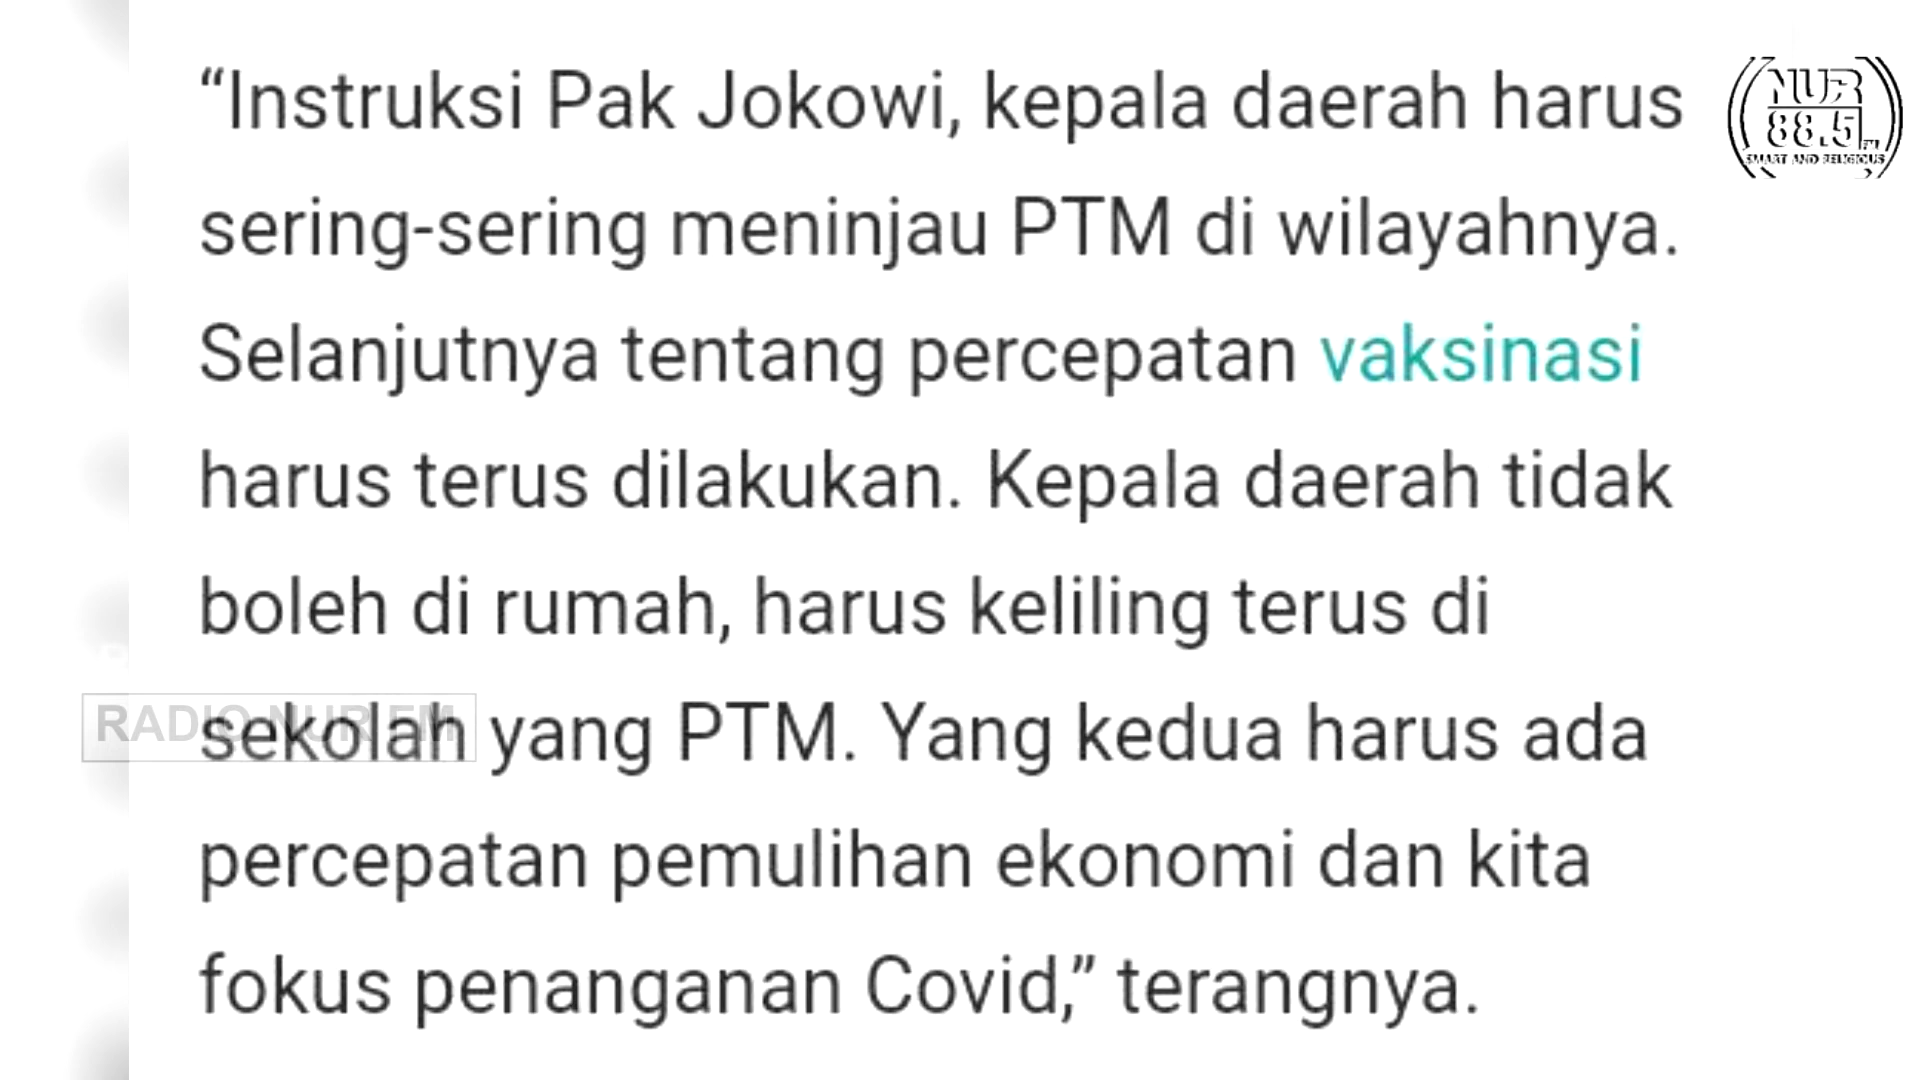 “Instruksi Pak Jokowi, kepala daerah harus
sering-sering meninjau PTM di wilayahnya.
Selanjutnya tentang percepatan vaksinasi
harus terus dilakukan. Kepala daerah tidak
boleh di rumah, harus keliling terus di
sekolah yang PTM. Yang kedua harus ada
percepatan pemulihan ekonomi dan kita
fokus penanganan Covid,” terangnya.
NUR
88.5 FM
SMART AND RELIGIOUS
RADIO NUR FM